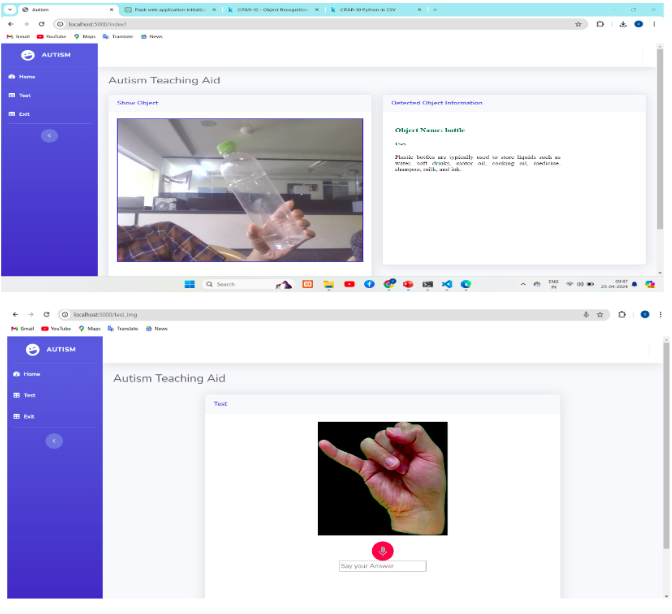 Autism
Flask web application initiatio
CIFAR-10 - Object Recognition
CIFAR-10 Python in CSV
localhost:5000/index1
Gmail YouTube Maps Translate News
AUTISM
Home
Test
Exit
Autism Teaching Aid
Show Object
Detected Object Information
Object Name: bottle
Plastic bottles are typically used to store liquids such as
water, soft drinks, motor oil, cooking oil, medicine,
shampoo, milk, and ink.
Search
ENG
IN
09:47
25-04-2024
localhost:5000/test_img
Gmail YouTube Maps Translate News
AUTISM
Home
Test
Exit
Autism Teaching Aid
Test
Say your Answer